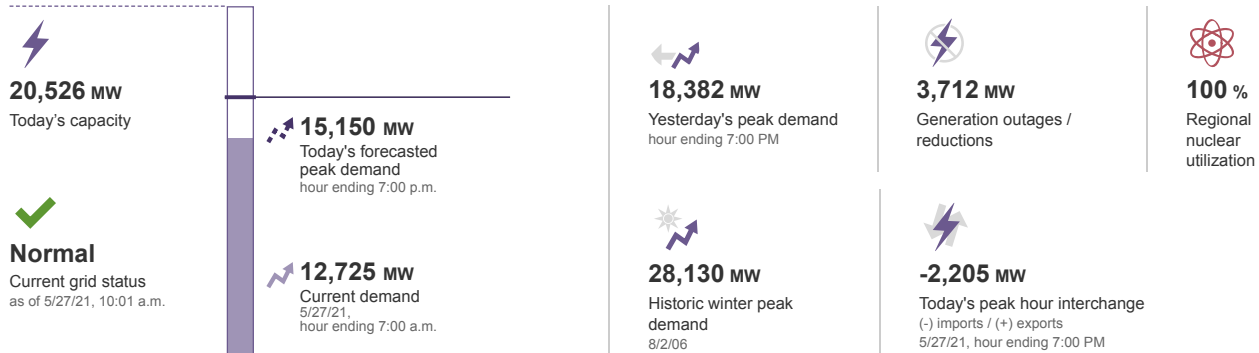 20,526 MW
Today's capacity
Normal
Current grid status
as of 5/27/21, 10:01 a.m.
15,150 MW
Today's forecasted
peak demand
hour ending 7:00 p.m.
12,725 MW
Current demand
5/27/21,
hour ending 7:00 a.m.
18,382 MW
Yesterday's peak demand
hour ending 7:00 PM
3,712 MW
Generation outages /
reductions
100 %
Regional
nuclear
utilization
28,130 MW
Historic winter peak
demand
8/2/06
-2,205 MW
Today's peak hour interchange
(-) imports / (+) exports
5/27/21, hour ending 7:00 PM